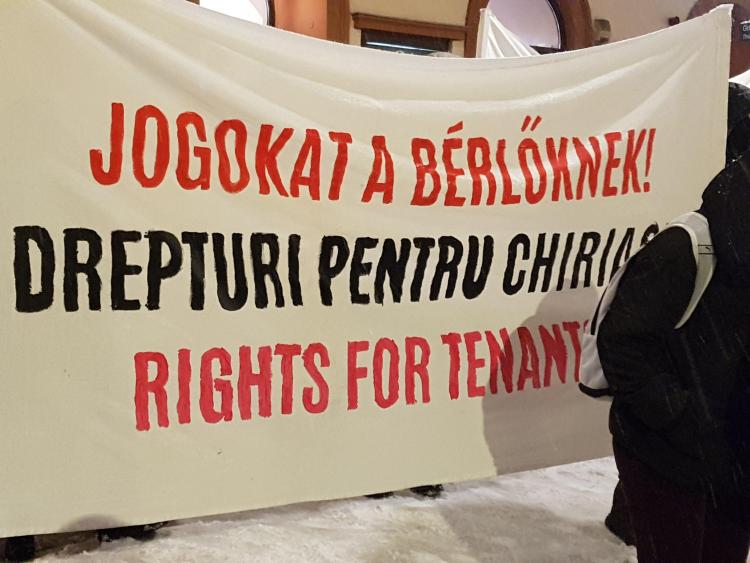 JOGOKAT A BÉRLŐKNEK!
DREPTURI PENTRU
RIGHTS FOR